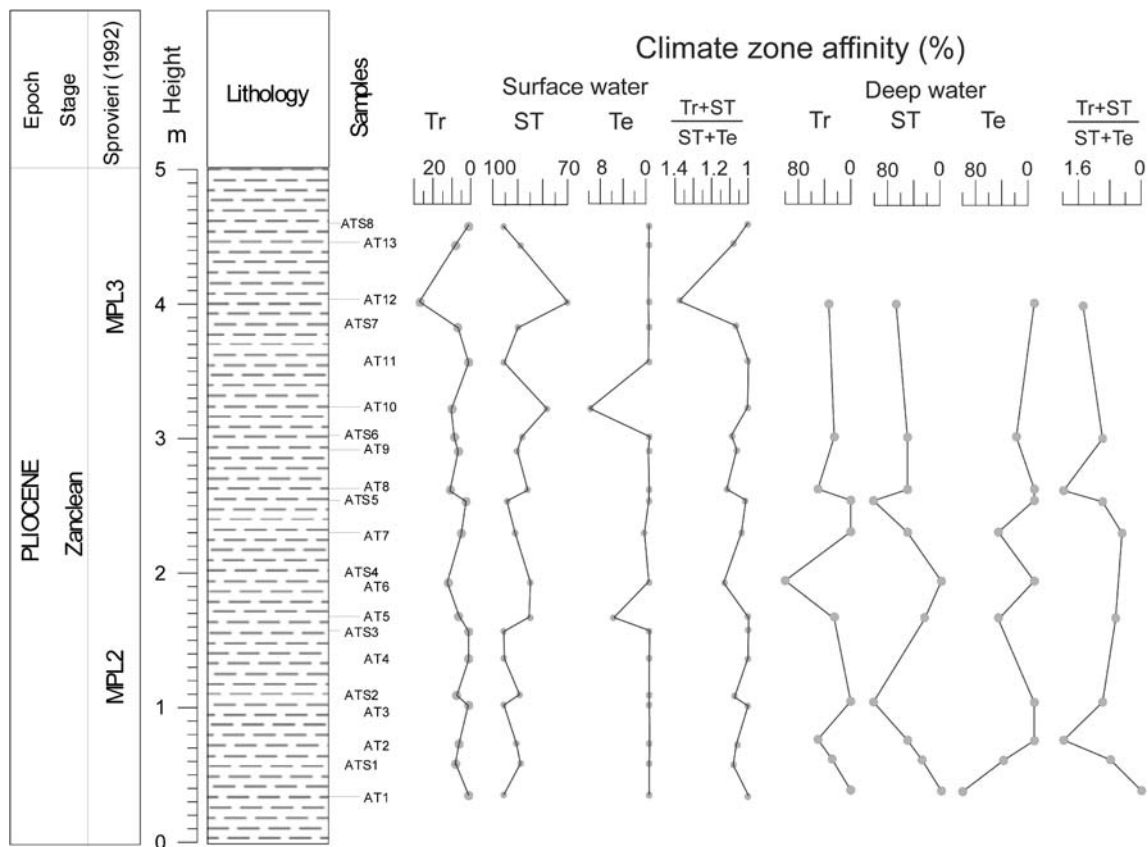 Climate zone affinity (%)
Surface water
Deep water
Epoch
Stage
Sprovieri (1992)
Height
m
Lithology
Samples
Tr
ST
Te
Tr+ST
ST+Te
Tr
ST
Te
Tr+ST
ST+Te
20 0
100 70
8 0
1.4 1.2 1
80 0
80 0
80 0
1.6 0
5
4
3
2
1
0
PLIOCENE
Zanclean
MPL3
MPL2
ATS8
AT13
AT12
ATS7
AT11
AT10
ATS6
AT9
AT8
ATS5
AT7
ATS4
AT6
AT5
ATS3
AT4
ATS2
AT3
AT2
ATS1
AT1